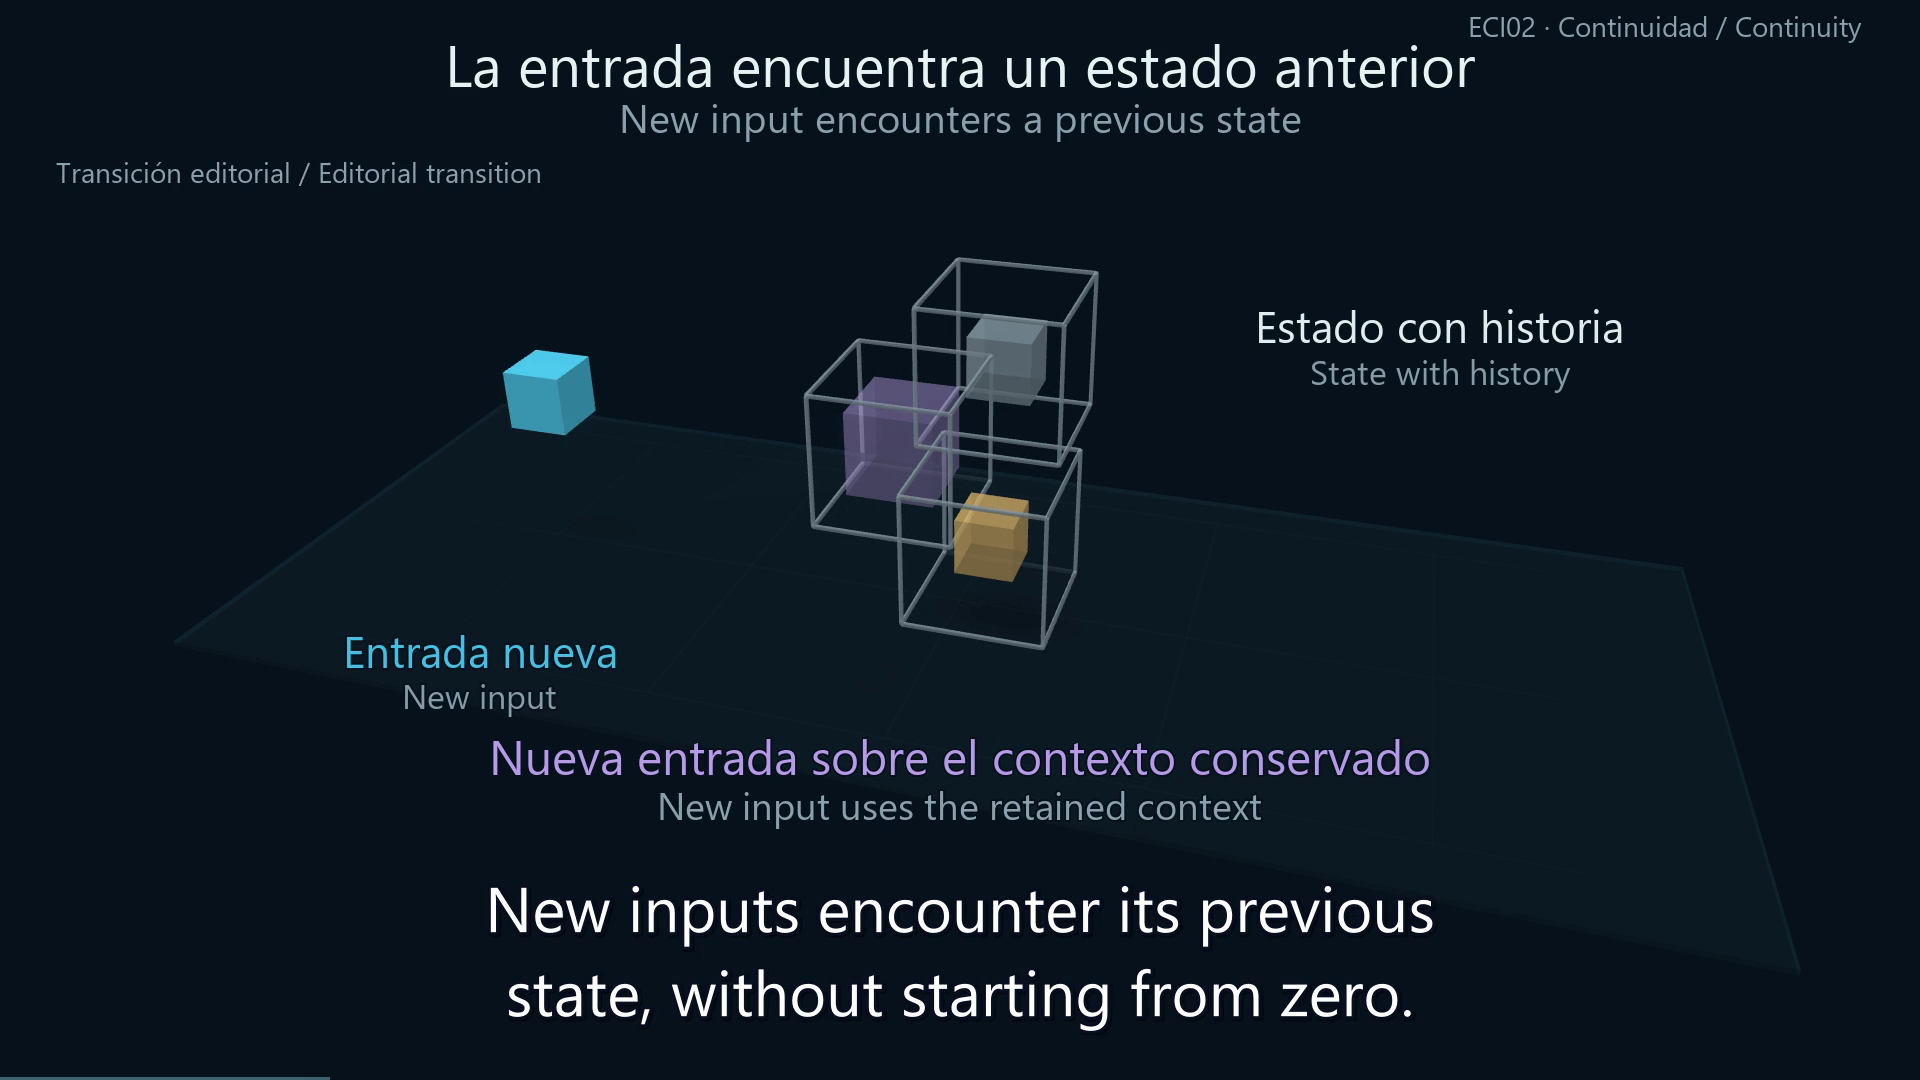 ECI02 · Continuidad / Continuity
La entrada encuentra un estado anterior
New input encounters a previous state
Transición editorial / Editorial transition
Estado con historia
State with history
Entrada nueva
New input
Nueva entrada sobre el contexto conservado
New input uses the retained context
New inputs encounter its previous
state, without starting from zero.